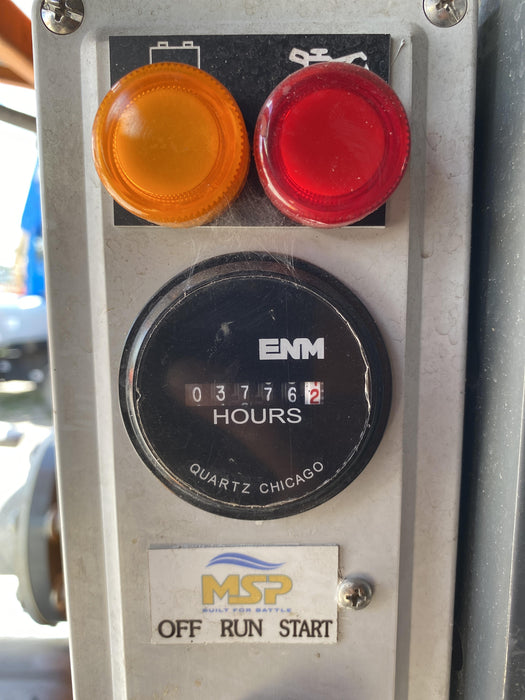 ENM
037762
HOURS
QUARTZ CHICAGO
MSP
BUILT FOR BATTLE
OFF RUN START